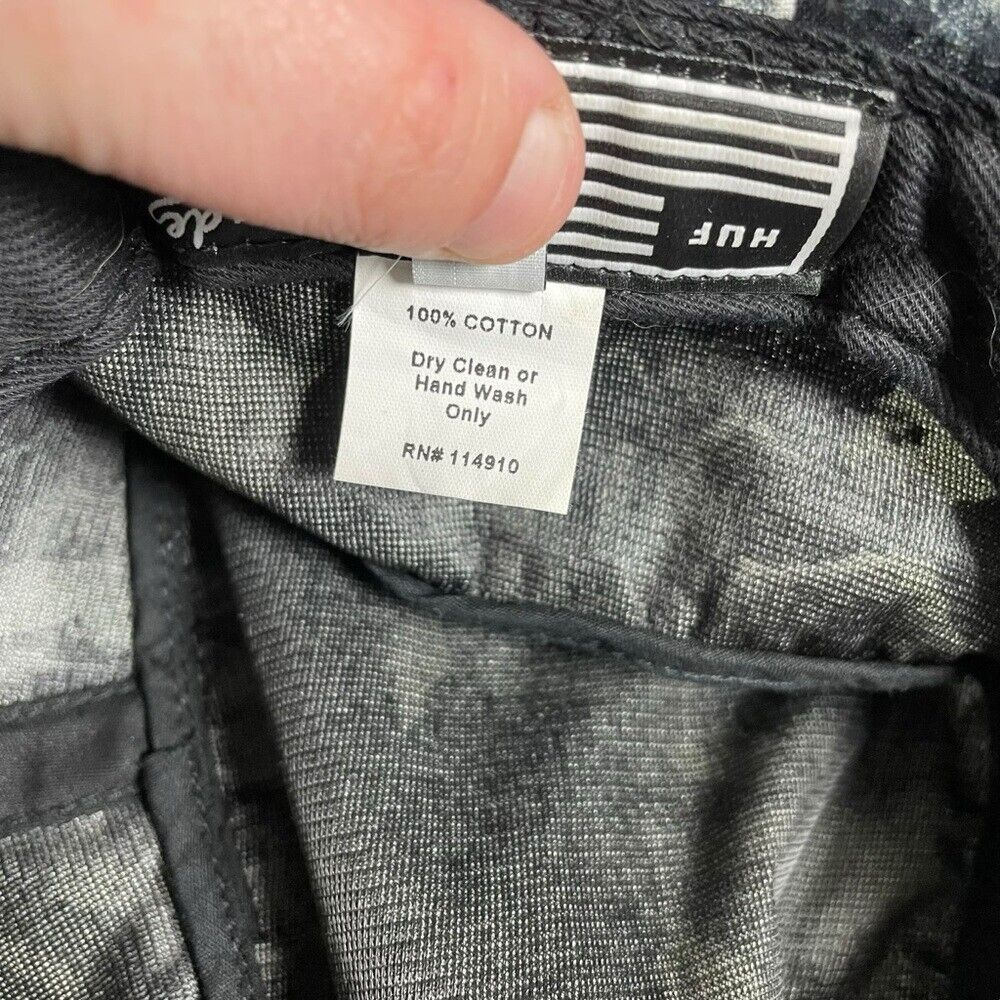 HUF
100% COTTON
Dry Clean or
Hand Wash
Only
RN# 114910